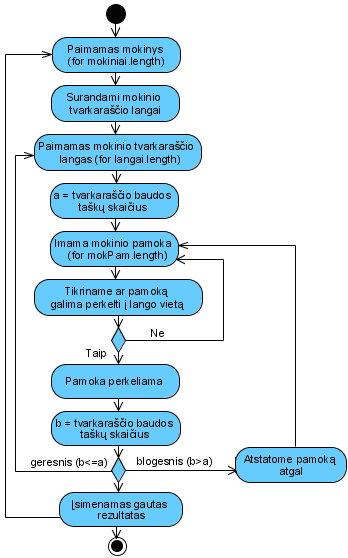 Paimamas mokinys
(for mokiniai.length)
Surandami mokinio
tvarkaraščio langai
Paimamas mokinio tvarkaraščio
langas (for langai.length)
a = tvarkaraščio baudos
taškų skaičius
Imama mokinio pamoka
(for mokPam.length)
Tikriname ar pamoką
galima perkelti į lango vietą
Ne
Taip
Pamoka perkeliama
b = tvarkaraščio baudos
taškų skaičius
geresnis (b<=a)
blogesnis (b>a)
Atstatome pamoką
atgal
Įsimenamas gautas
rezultatas